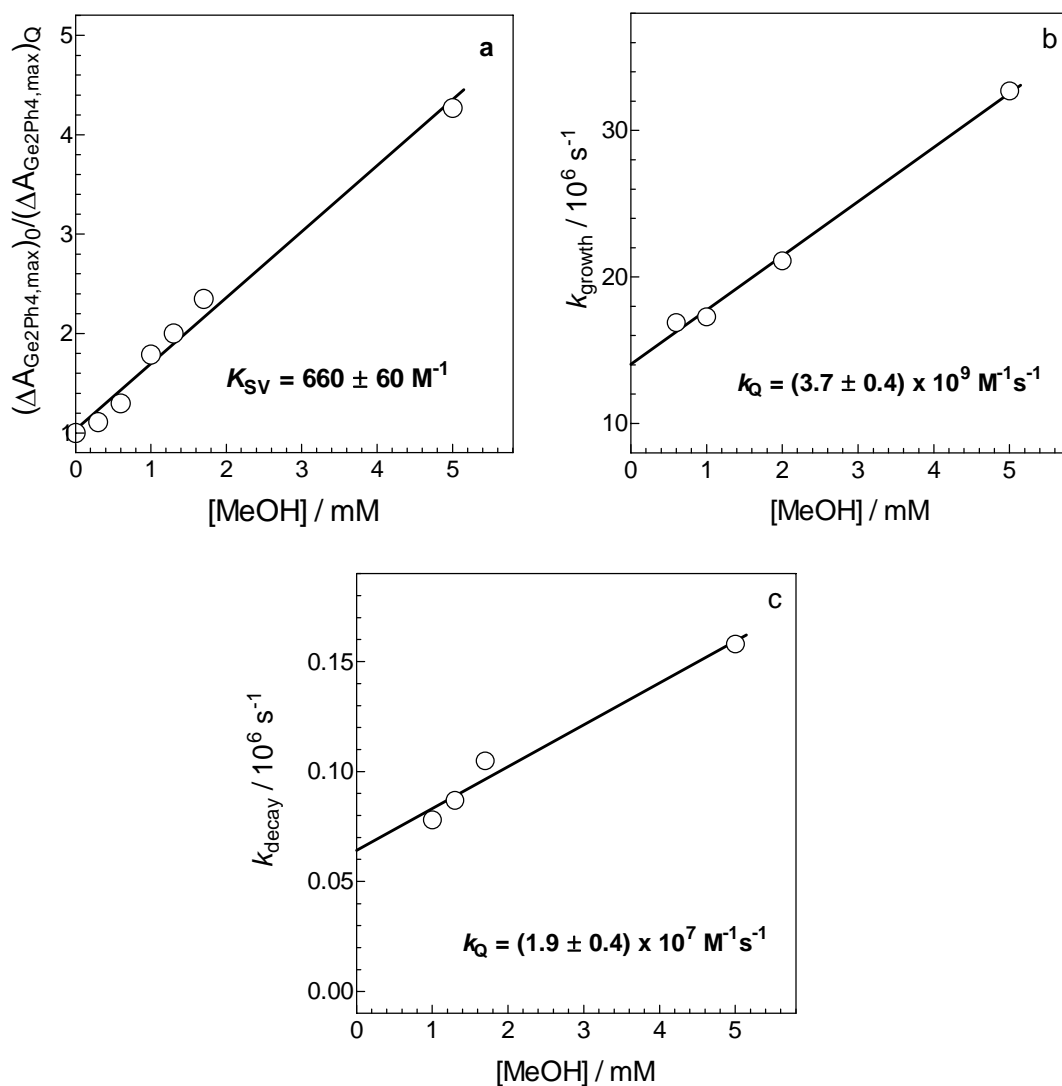 a
(ΔA_Ge2Ph4,max)_0/(ΔA_Ge2Ph4,max)_Q
5
4
3
2
1
K_SV = 660 ± 60 M^-1
0 1 2 3 4 5
[MeOH] / mM
b
k_growth / 10^6 s^-1
30
20
10
k_Q = (3.7 ± 0.4) x 10^9 M^-1s^-1
0 1 2 3 4 5
[MeOH] / mM
c
k_decay / 10^6 s^-1
0.15
0.10
0.05
0.00
k_Q = (1.9 ± 0.4) x 10^7 M^-1s^-1
0 1 2 3 4 5
[MeOH] / mM